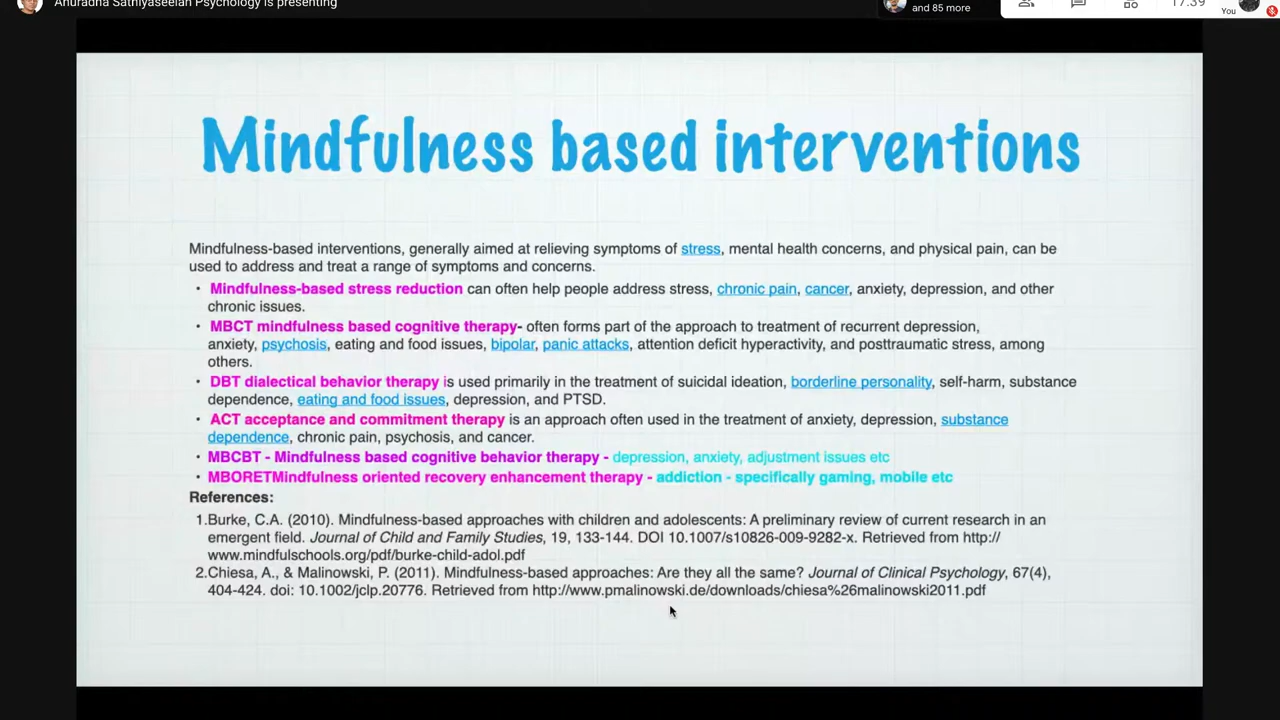 Anuradha Sathiyaseelan Psychology is presenting
and 85 more
17:39
You
Mindfulness based interventions
Mindfulness-based interventions, generally aimed at relieving symptoms of stress, mental health concerns, and physical pain, can be
used to address and treat a range of symptoms and concerns.
• Mindfulness-based stress reduction can often help people address stress, chronic pain, cancer, anxiety, depression, and other
chronic issues.
• MBCT mindfulness based cognitive therapy- often forms part of the approach to treatment of recurrent depression,
anxiety, psychosis, eating and food issues, bipolar, panic attacks, attention deficit hyperactivity, and posttraumatic stress, among
others.
• DBT dialectical behavior therapy is used primarily in the treatment of suicidal ideation, borderline personality, self-harm, substance
dependence, eating and food issues, depression, and PTSD.
• ACT acceptance and commitment therapy is an approach often used in the treatment of anxiety, depression, substance
dependence, chronic pain, psychosis, and cancer.
• MBCBT - Mindfulness based cognitive behavior therapy - depression, anxiety, adjustment issues etc
• MBORETMindfulness oriented recovery enhancement therapy - addiction - specifically gaming, mobile etc
References:
1.Burke, C.A. (2010). Mindfulness-based approaches with children and adolescents: A preliminary review of current research in an
emergent field. Journal of Child and Family Studies, 19, 133-144. DOI 10.1007/s10826-009-9282-x. Retrieved from http://
www.mindfulschools.org/pdf/burke-child-adol.pdf
2.Chiesa, A., & Malinowski, P. (2011). Mindfulness-based approaches: Are they all the same? Journal of Clinical Psychology, 67(4),
404-424. doi: 10.1002/jclp.20776. Retrieved from http://www.pmalinowski.de/downloads/chiesa%26malinowski2011.pdf